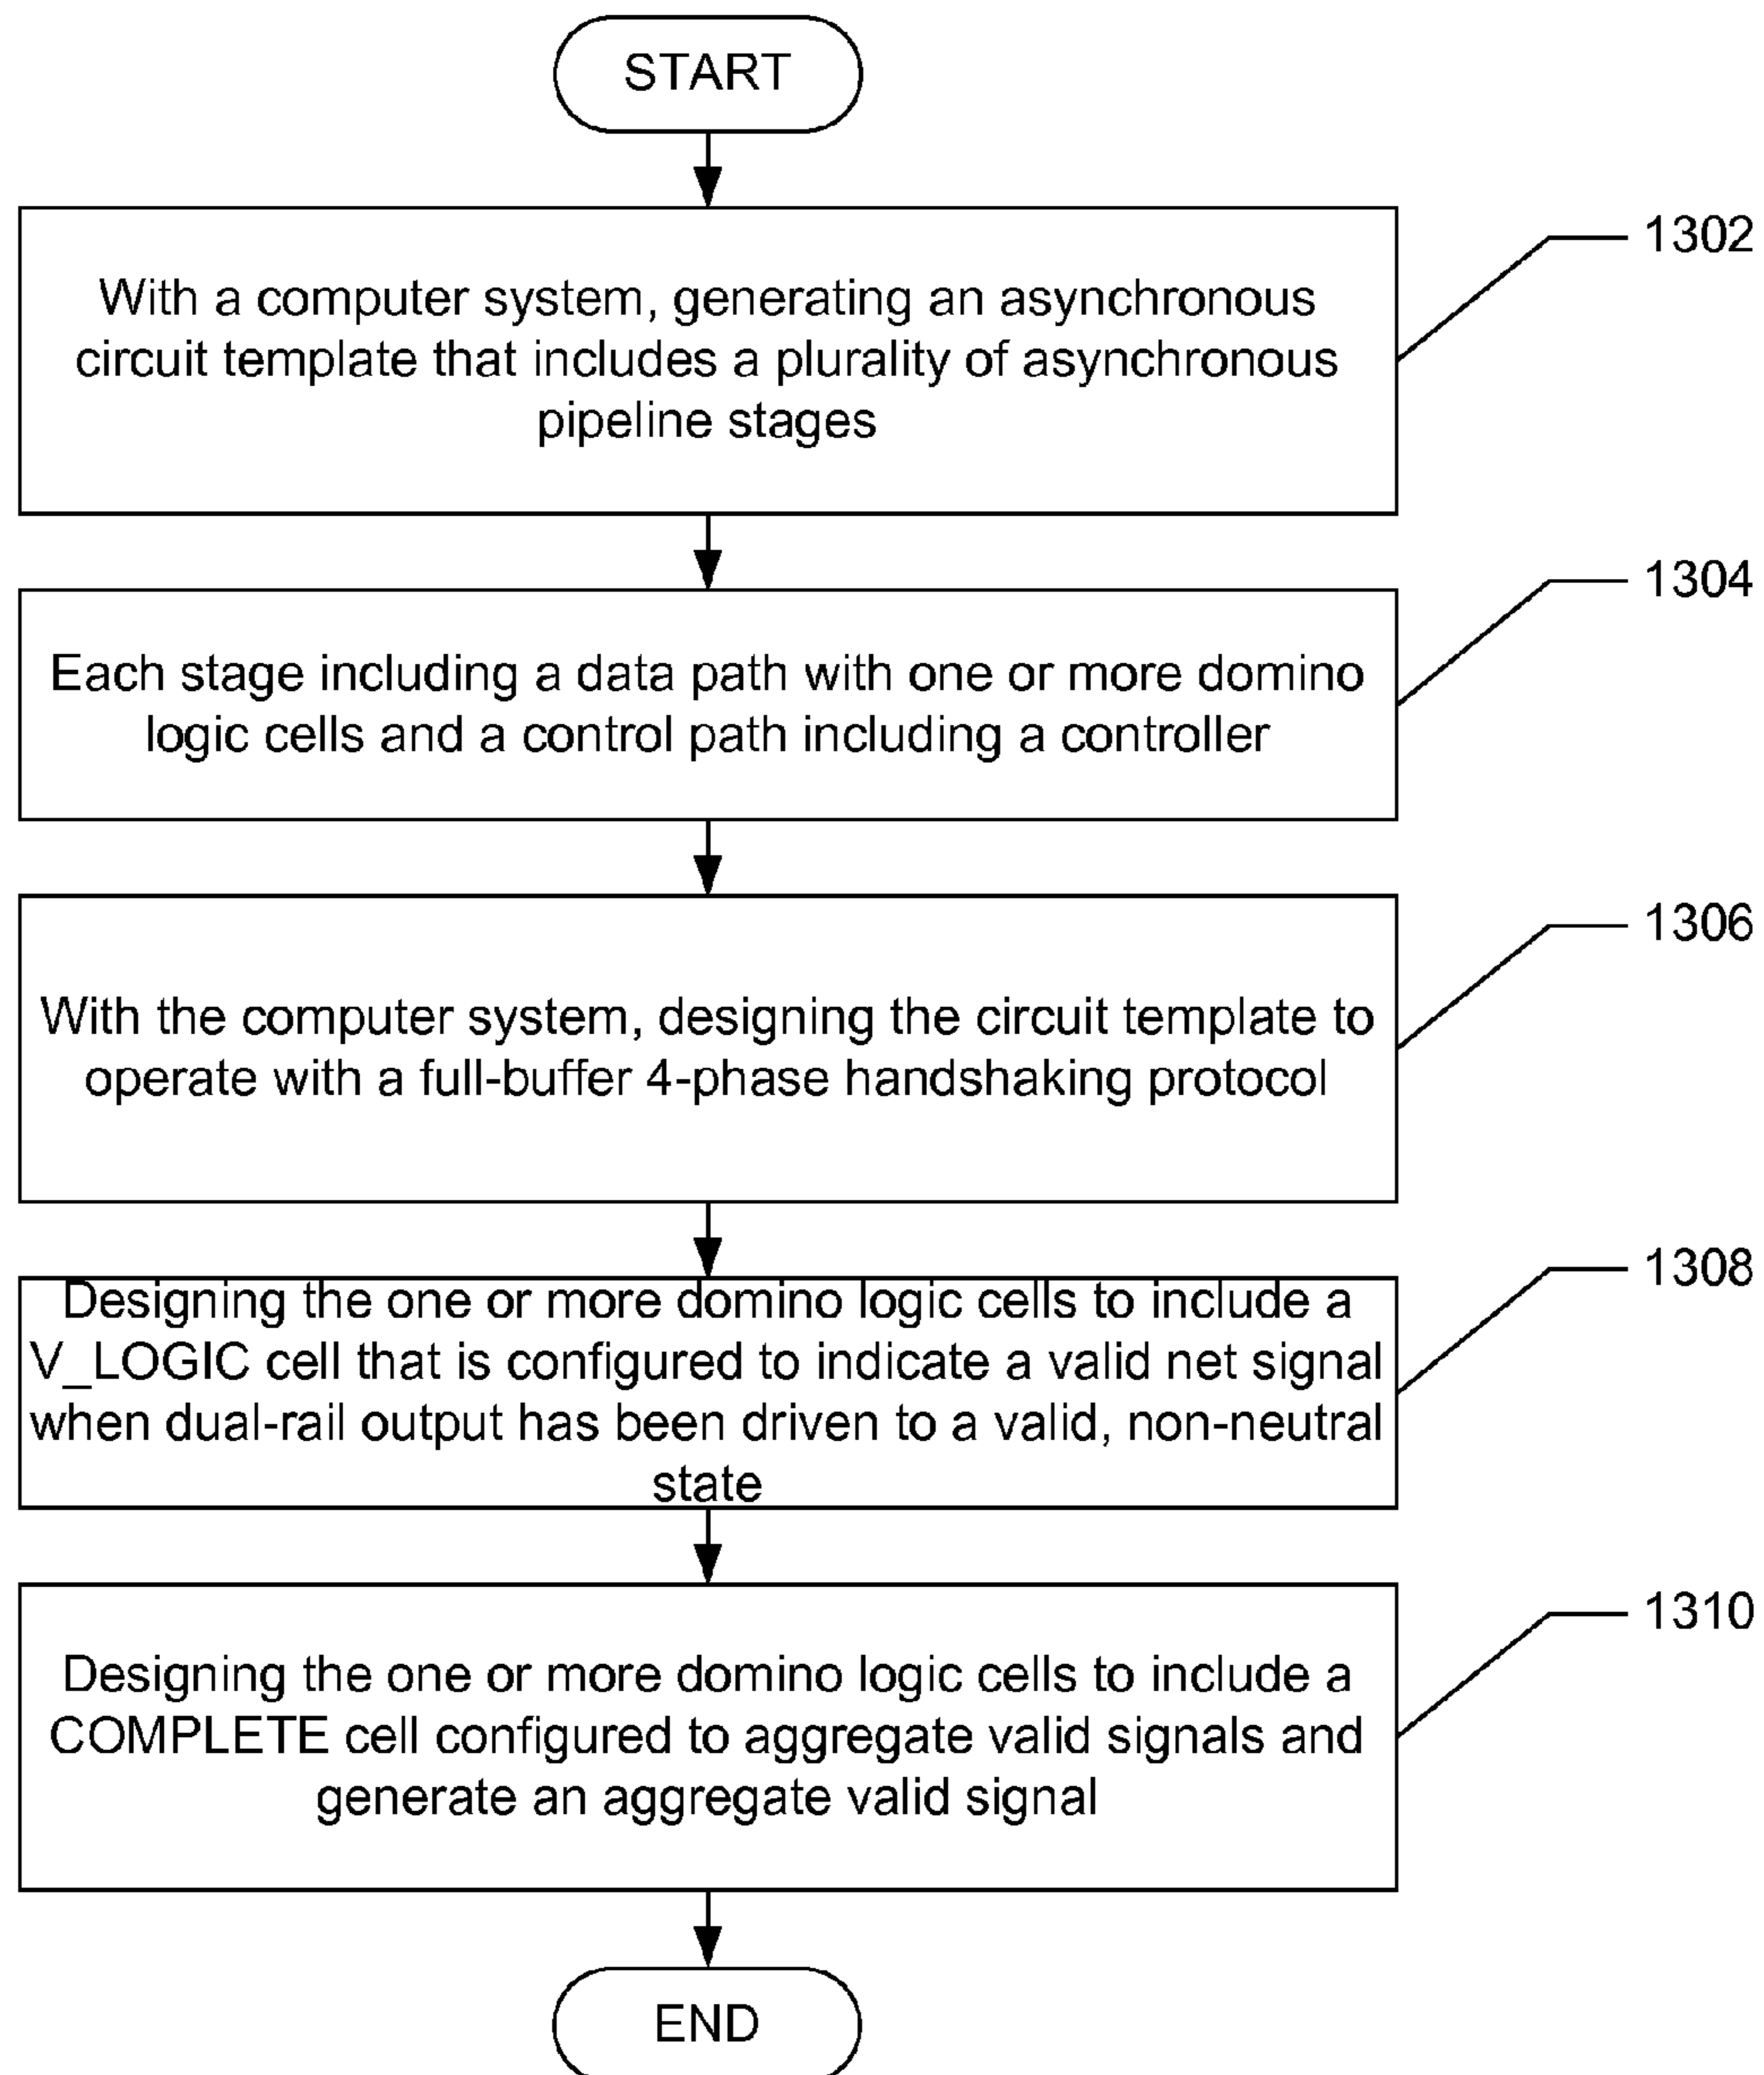 START
1302
With a computer system, generating an asynchronous
circuit template that includes a plurality of asynchronous
pipeline stages
1304
Each stage including a data path with one or more domino
logic cells and a control path including a controller
1306
With the computer system, designing the circuit template to
operate with a full-buffer 4-phase handshaking protocol
1308
Designing the one or more domino logic cells to include a
V_LOGIC cell that is configured to indicate a valid net signal
when dual-rail output has been driven to a valid, non-neutral
state
1310
Designing the one or more domino logic cells to include a
COMPLETE cell configured to aggregate valid signals and
generate an aggregate valid signal
END